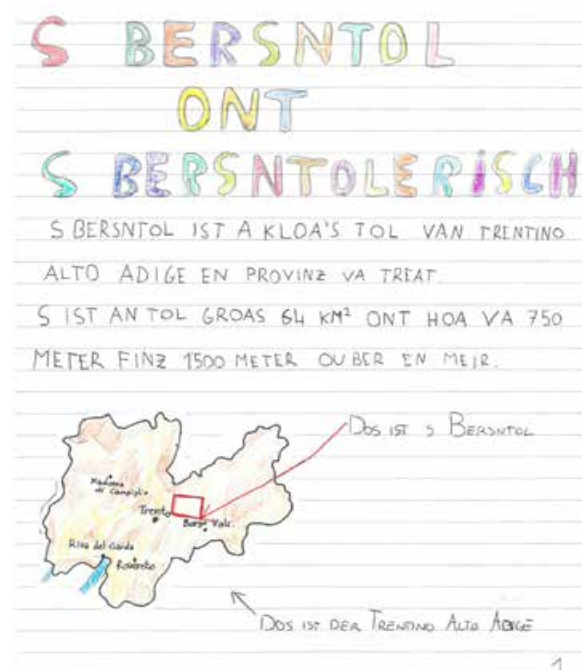 S BERSNTOL
ONT
S BERSNTOLERISCH
S BERSNTOL IST A KLOA'S TOL VAN TRENTINO
ALTO ADIGE EN PROVINZ VA TREAT.
S IST AN TOL GROAS 64 KM² ONT HOA VA 750
METER FINZ 1500 METER OUBER EN MEIR.
DOS IST S BERSNTOL
Madonna
di Campiglio
Trento
Borgo Vals.
Riva del Garda
Rovereto
DOS IST DER TRENTINO ALTO ADIGE
1